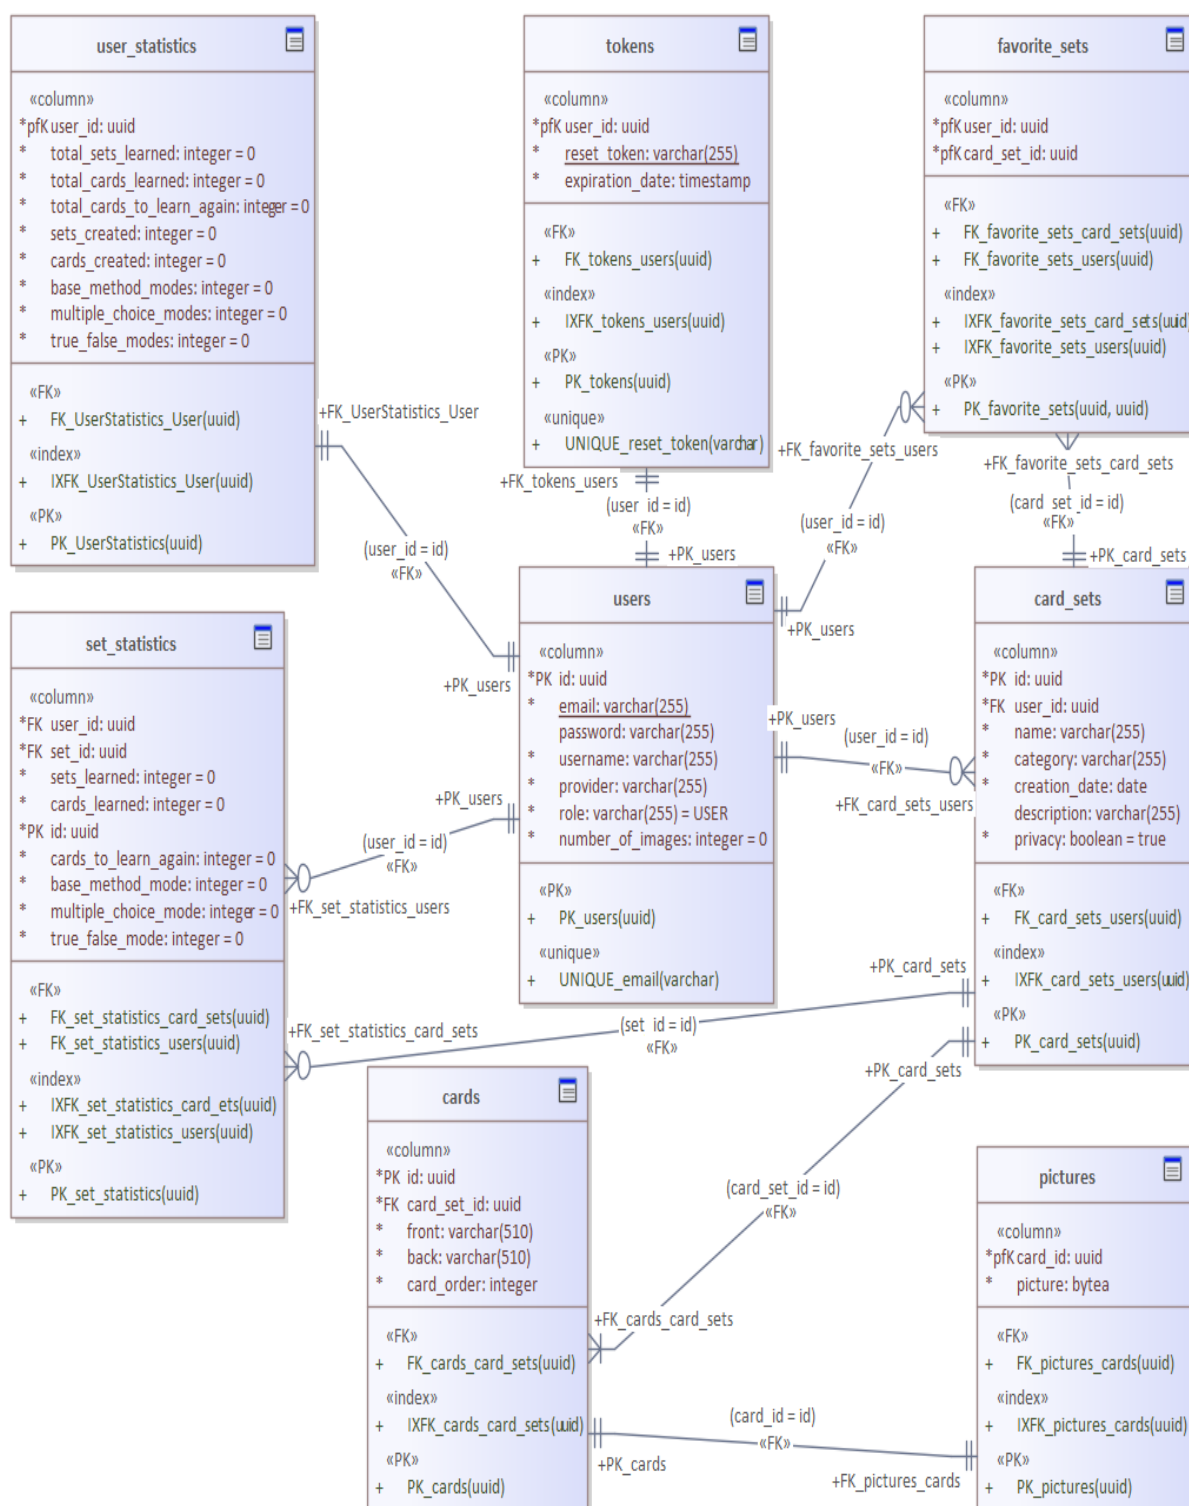 user_statistics
«column»
*pfK user_id: uuid
* total_sets_learned: integer = 0
* total_cards_learned: integer = 0
* total_cards_to_learn_again: integer = 0
* sets_created: integer = 0
* cards_created: integer = 0
* base_method_modes: integer = 0
* multiple_choice_modes: integer = 0
* true_false_modes: integer = 0
«FK»
+ FK_UserStatistics_User(uuid)
«index»
+ IXFK_UserStatistics_User(uuid)
«PK»
+ PK_UserStatistics(uuid)
tokens
«column»
*pfK user_id: uuid
* reset_token: varchar(255)
* expiration_date: timestamp
«FK»
+ FK_tokens_users(uuid)
«index»
+ IXFK_tokens_users(uuid)
«PK»
+ PK_tokens(uuid)
«unique»
+ UNIQUE_reset_token(varchar)
favorite_sets
«column»
*pfK user_id: uuid
*pfK card_set_id: uuid
«FK»
+ FK_favorite_sets_card_sets(uuid)
+ FK_favorite_sets_users(uuid)
«index»
+ IXFK_favorite_sets_card_sets(uuid)
+ IXFK_favorite_sets_users(uuid)
«PK»
+ PK_favorite_sets(uuid, uuid)
+FK_UserStatistics_User
(user_id = id)
«FK»
+PK_users
+FK_tokens_users
(user_id = id)
«FK»
+PK_users
+FK_favorite_sets_users
(user_id = id)
«FK»
+PK_users
+FK_favorite_sets_card_sets
(card_set_id = id)
«FK»
+PK_card_sets
set_statistics
«column»
*FK user_id: uuid
*FK set_id: uuid
* sets_learned: integer = 0
* cards_learned: integer = 0
*PK id: uuid
* cards_to_learn_again: integer = 0
* base_method_mode: integer = 0
* multiple_choice_mode: integer = 0
* true_false_mode: integer = 0
«FK»
+ FK_set_statistics_card_sets(uuid)
+ FK_set_statistics_users(uuid)
«index»
+ IXFK_set_statistics_card_ets(uuid)
+ IXFK_set_statistics_users(uuid)
«PK»
+ PK_set_statistics(uuid)
users
«column»
*PK id: uuid
* email: varchar(255)
password: varchar(255)
* username: varchar(255)
* provider: varchar(255)
* role: varchar(255) = USER
* number_of_images: integer = 0
«PK»
+ PK_users(uuid)
«unique»
+ UNIQUE_email(varchar)
card_sets
«column»
*PK id: uuid
*FK user_id: uuid
* name: varchar(255)
* category: varchar(255)
* creation_date: date
description: varchar(255)
* privacy: boolean = true
«FK»
+ FK_card_sets_users(uuid)
«index»
+ IXFK_card_sets_users(uuid)
«PK»
+ PK_card_sets(uuid)
+PK_users
(user_id = id)
«FK»
+FK_set_statistics_users
+PK_users
(user_id = id)
«FK»
+FK_card_sets_users
+PK_card_sets
(set_id = id)
«FK»
+FK_set_statistics_card_sets
+PK_card_sets
(card_set_id = id)
«FK»
+FK_cards_card_sets
cards
«column»
*PK id: uuid
*FK card_set_id: uuid
* front: varchar(510)
* back: varchar(510)
* card_order: integer
«FK»
+ FK_cards_card_sets(uuid)
«index»
+ IXFK_cards_card_sets(uuid)
«PK»
+ PK_cards(uuid)
(card_id = id)
«FK»
+PK_cards
+FK_pictures_cards
pictures
«column»
*pfK card_id: uuid
* picture: bytea
«FK»
+ FK_pictures_cards(uuid)
«index»
+ IXFK_pictures_cards(uuid)
«PK»
+ PK_pictures(uuid)